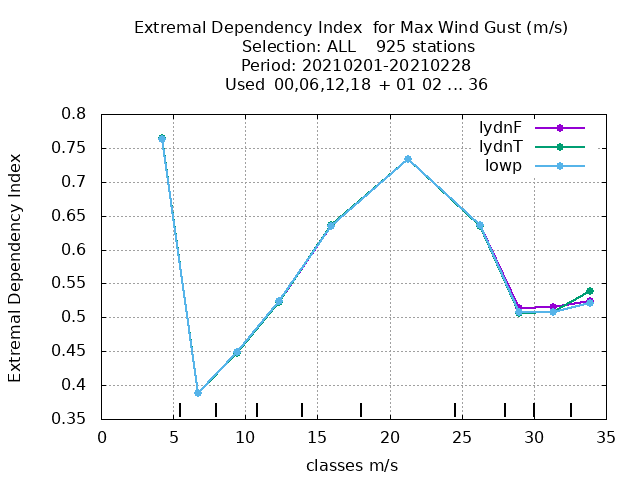 Extremal Dependency Index  for Max Wind Gust (m/s)
Selection: ALL    925 stations
Period: 20210201-20210228
Used  00,06,12,18  + 01 02 ... 36
lydnF
lydnT
lowp
Extremal Dependency Index
0.8
0.75
0.7
0.65
0.6
0.55
0.5
0.45
0.4
0.35
0 5 10 15 20 25 30 35
classes m/s